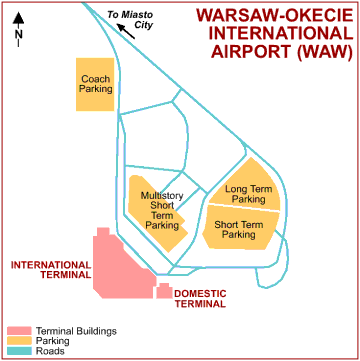 To Miasto
City
WARSAW-OKECIE
INTERNATIONAL
AIRPORT (WAW)
N
Coach
Parking
Long Term
Parking
Multistory
Short
Term
Parking
Short Term
Parking
INTERNATIONAL
TERMINAL
DOMESTIC
TERMINAL
Terminal Buildings
Parking
Roads